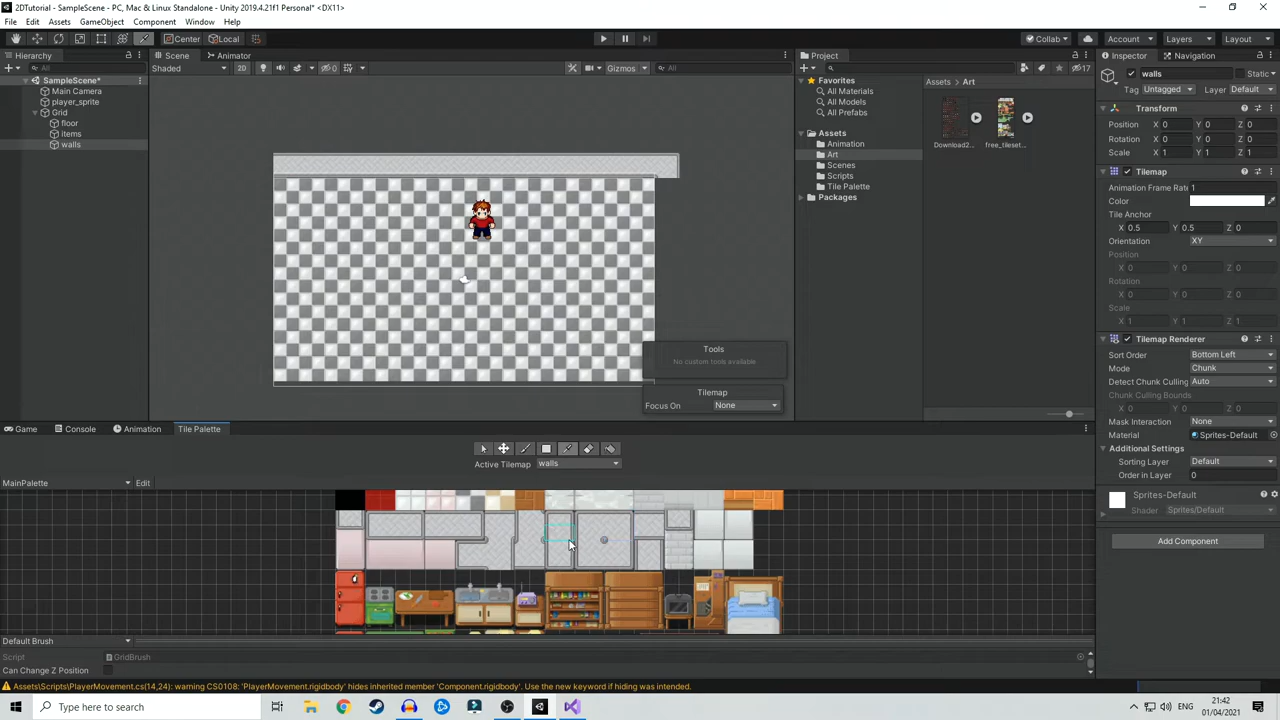 2DTutorial - SampleScene - PC, Mac & Linux Standalone - Unity 2019.4.21f1 Personal* <DX11>
File Edit Assets GameObject Component Window Help
Center Local Collab Account Layers Layout
Hierarchy
All
SampleScene*
Main Camera
player_sprite
Grid
floor
items
walls
Scene Animator
Shaded 2D 0 Gizmos All
Tools
No custom tools available
Tilemap
Focus On None
Project
17
Favorites
All Materials
All Models
All Prefabs
Assets
Animation
Art
Scenes
Scripts
Tile Palette
Packages
Assets > Art
Download2...
free_tileset...
Inspector Navigation
walls Static
Tag Untagged Layer Default
Transform
Position X 0 Y 0 Z 0
Rotation X 0 Y 0 Z 0
Scale X 1 Y 1 Z 1
Tilemap
Animation Frame Rate 1
Color
Tile Anchor
X 0.5 Y 0.5 Z 0
Orientation XY
Position
X 0 Y 0 Z 0
Rotation
X 0 Y 0 Z 0
Scale
X 1 Y 1 Z 1
Tilemap Renderer
Sort Order Bottom Left
Mode Chunk
Detect Chunk Culling Auto
Chunk Culling Bounds
X 0 Y 0 Z 0
Mask Interaction None
Material Sprites-Default
Additional Settings
Sorting Layer Default
Order in Layer 0
Sprites-Default
Shader Sprites/Default
Add Component
Game Console Animation Tile Palette
Active Tilemap walls
MainPalette Edit
Default Brush
Script GridBrush
Can Change Z Position
Assets\Scripts\PlayerMovement.cs(14,24): warning CS0108: 'PlayerMovement.rigidbody' hides inherited member 'Component.rigidbody'. Use the new keyword if hiding was intended.
Type here to search
21:42
01/04/2021